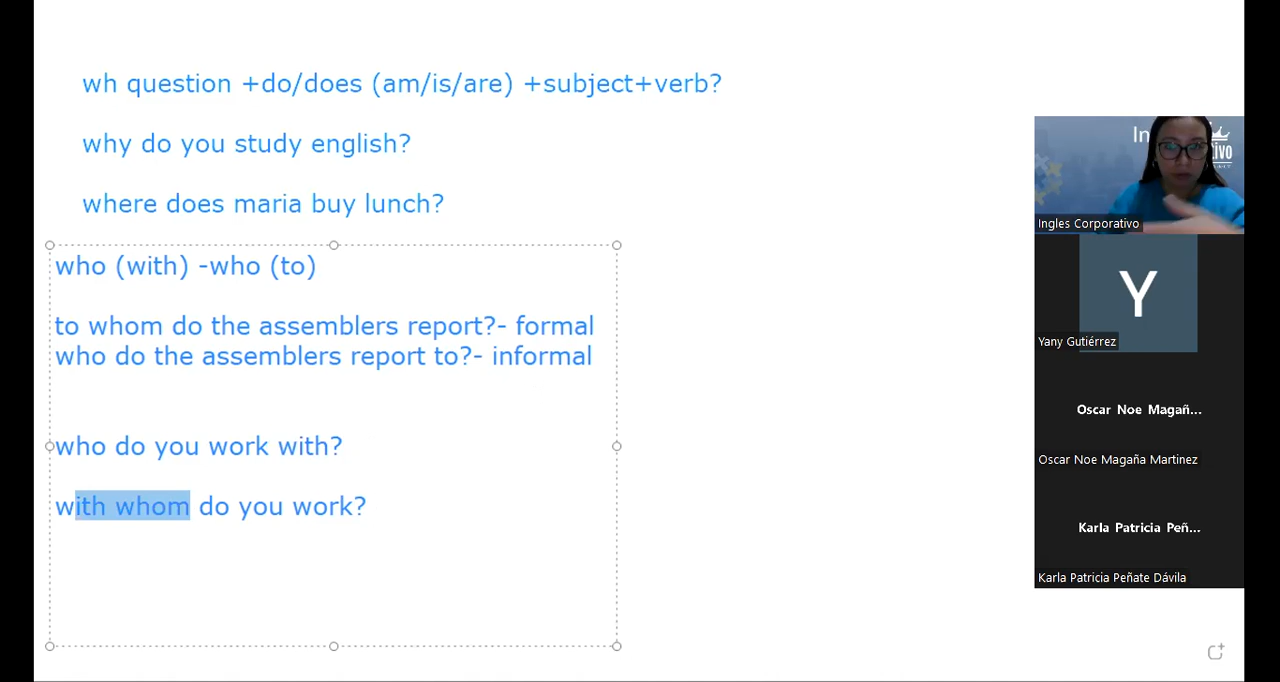 wh question +do/does (am/is/are) +subject+verb?
why do you study english?
where does maria buy lunch?
who (with) -who (to)
to whom do the assemblers report?- formal
who do the assemblers report to?- informal
who do you work with?
with whom do you work?
In
IVO
Ingles Corporativo
Y
Yany Gutiérrez
Oscar Noe Magañ...
Oscar Noe Magaña Martinez
Karla Patricia Peñ...
Karla Patricia Peñate Dávila